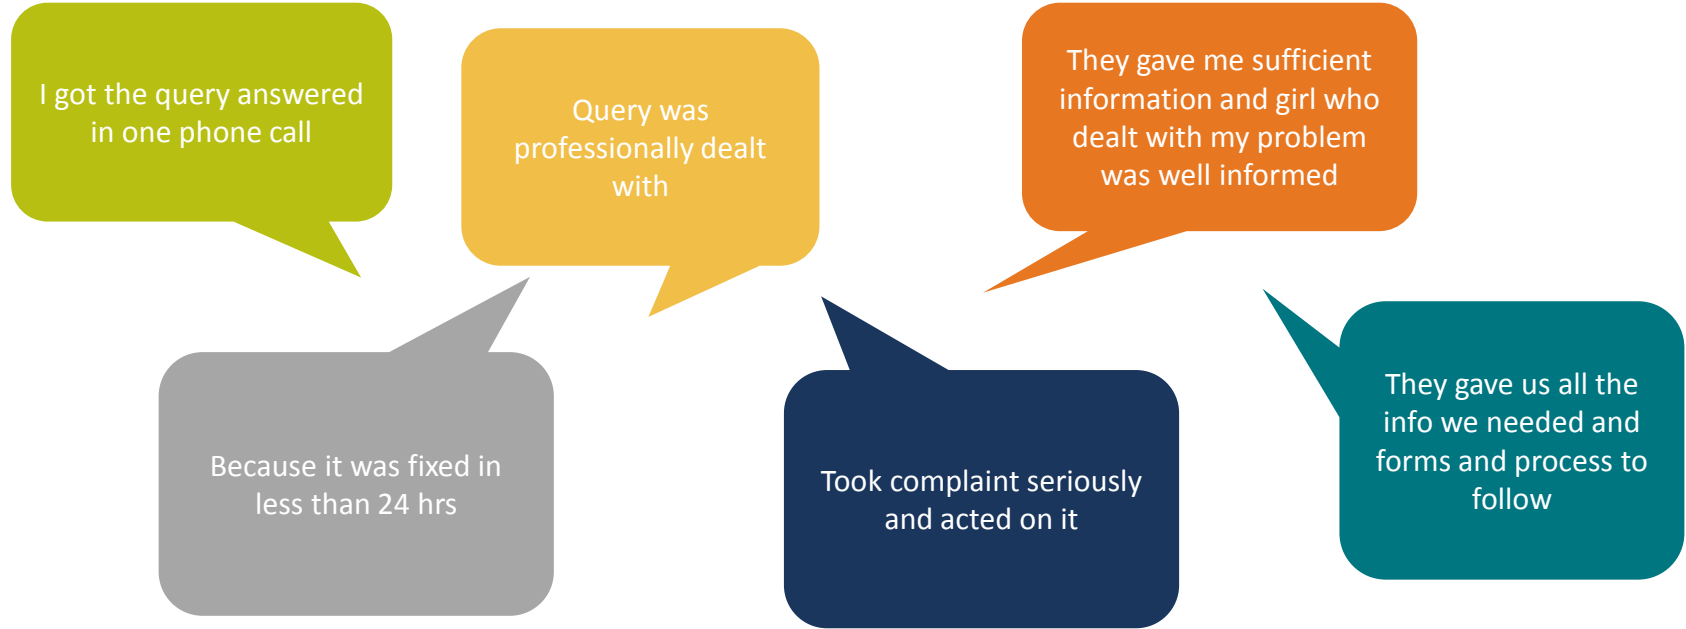 I got the query answered
in one phone call
Query was
professionally dealt
with
They gave me sufficient
information and girl who
dealt with my problem
was well informed
Because it was fixed in
less than 24 hrs
Took complaint seriously
and acted on it
They gave us all the
info we needed and
forms and process to
follow